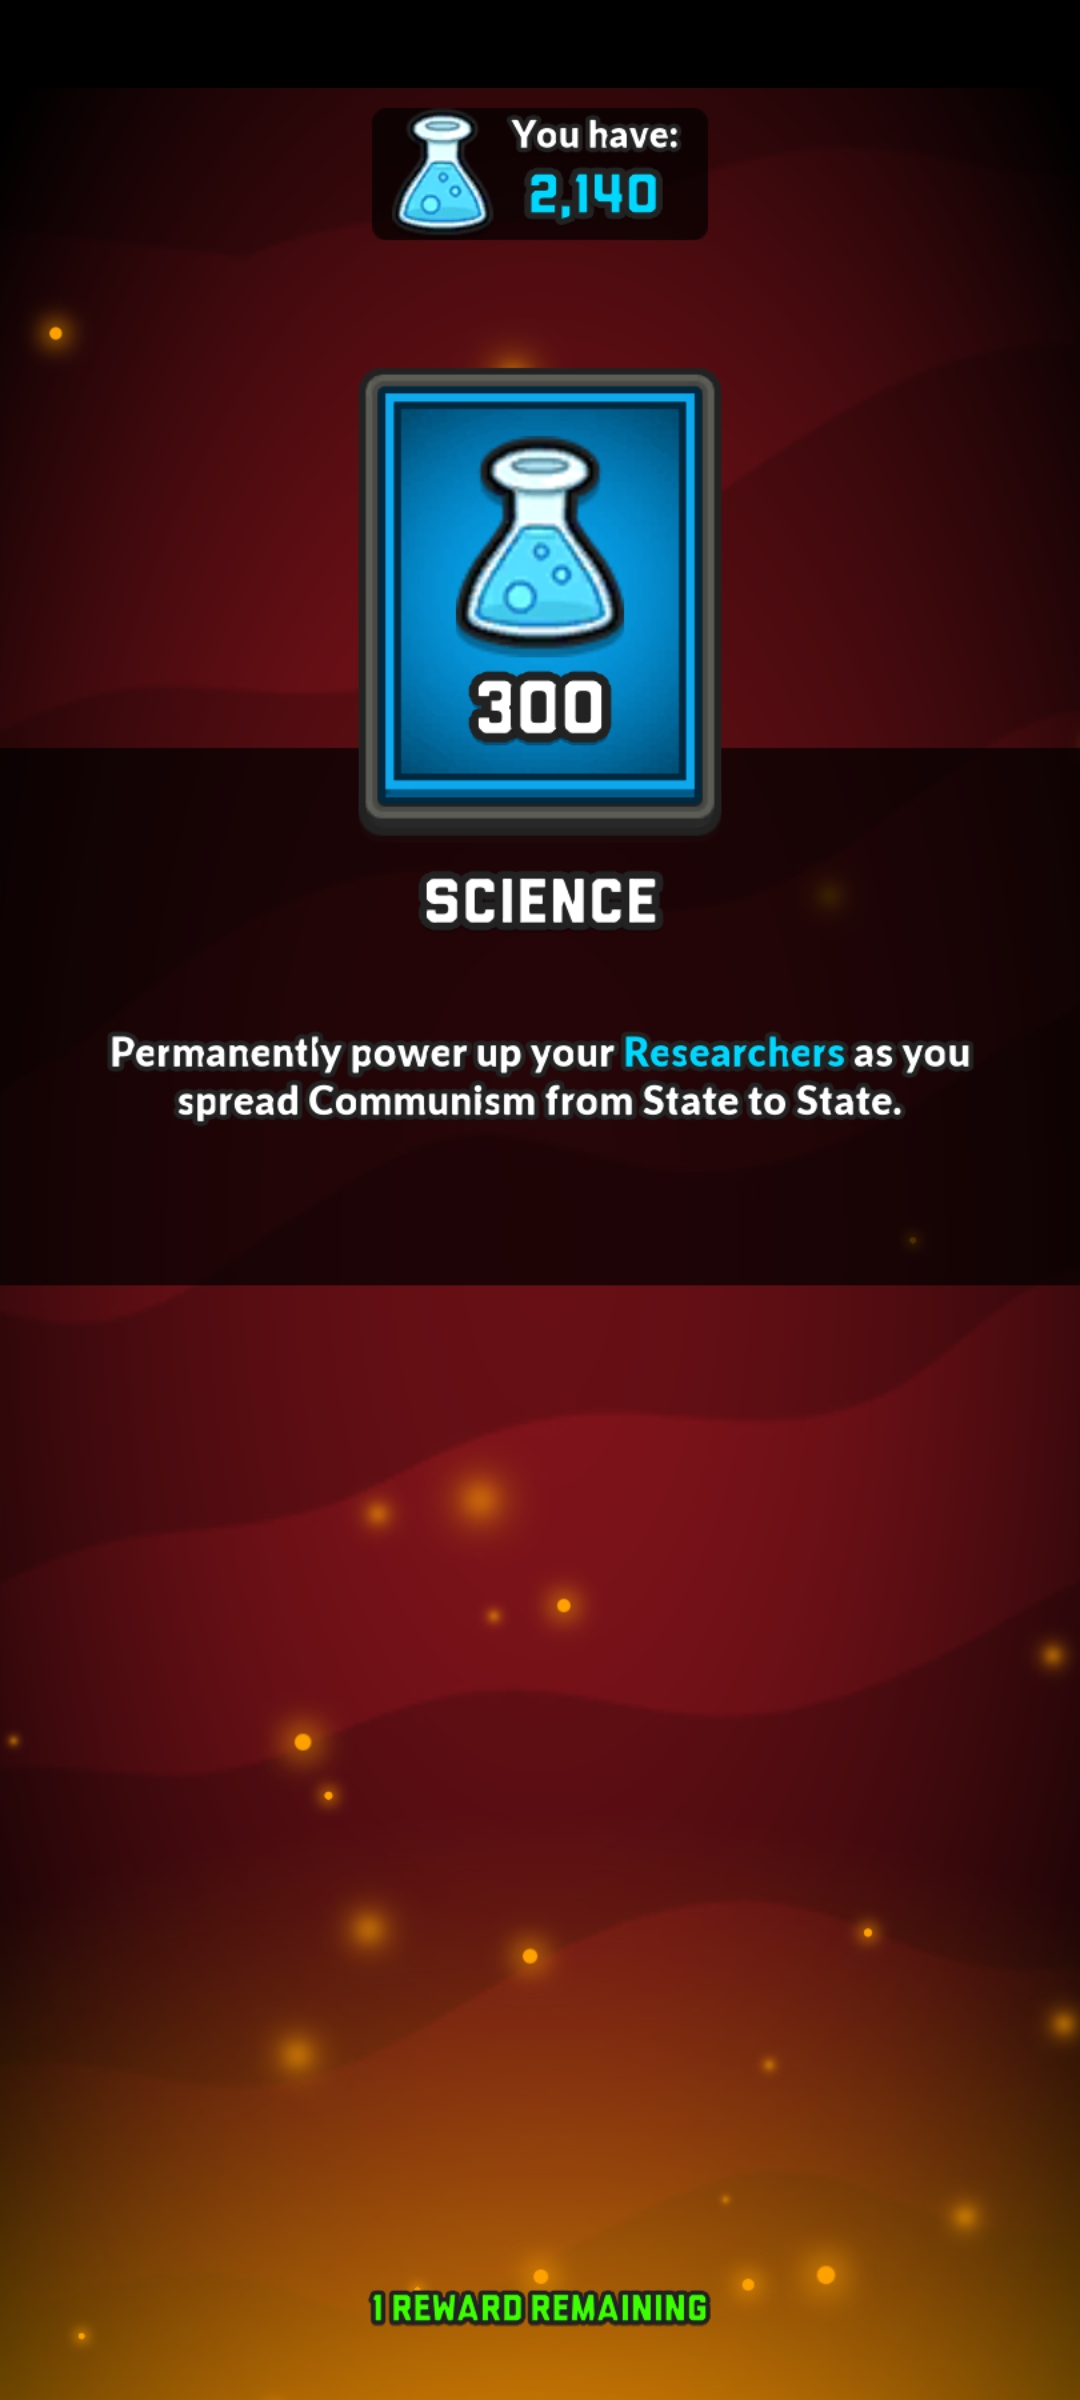 You have:
2,140
300
SCIENCE
Permanently power up your Researchers as you
spread Communism from State to State.
1 REWARD REMAINING